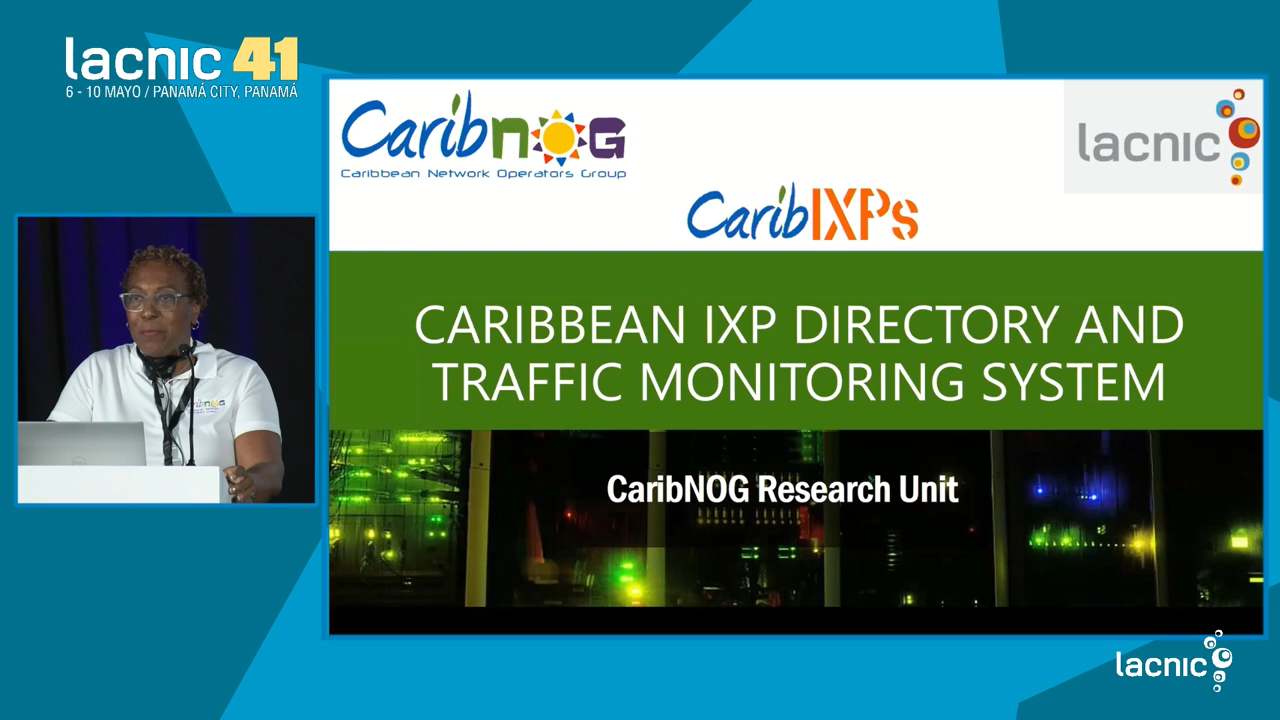 lacnic 41
6 - 10 MAYO / PANAMÁ CITY, PANAMÁ
CaribNOG
Caribbean Network Operators Group
lacnic
CaribIXPs
CARIBBEAN IXP DIRECTORY AND
TRAFFIC MONITORING SYSTEM
CaribNOG Research Unit
CaribNOG
lacnic